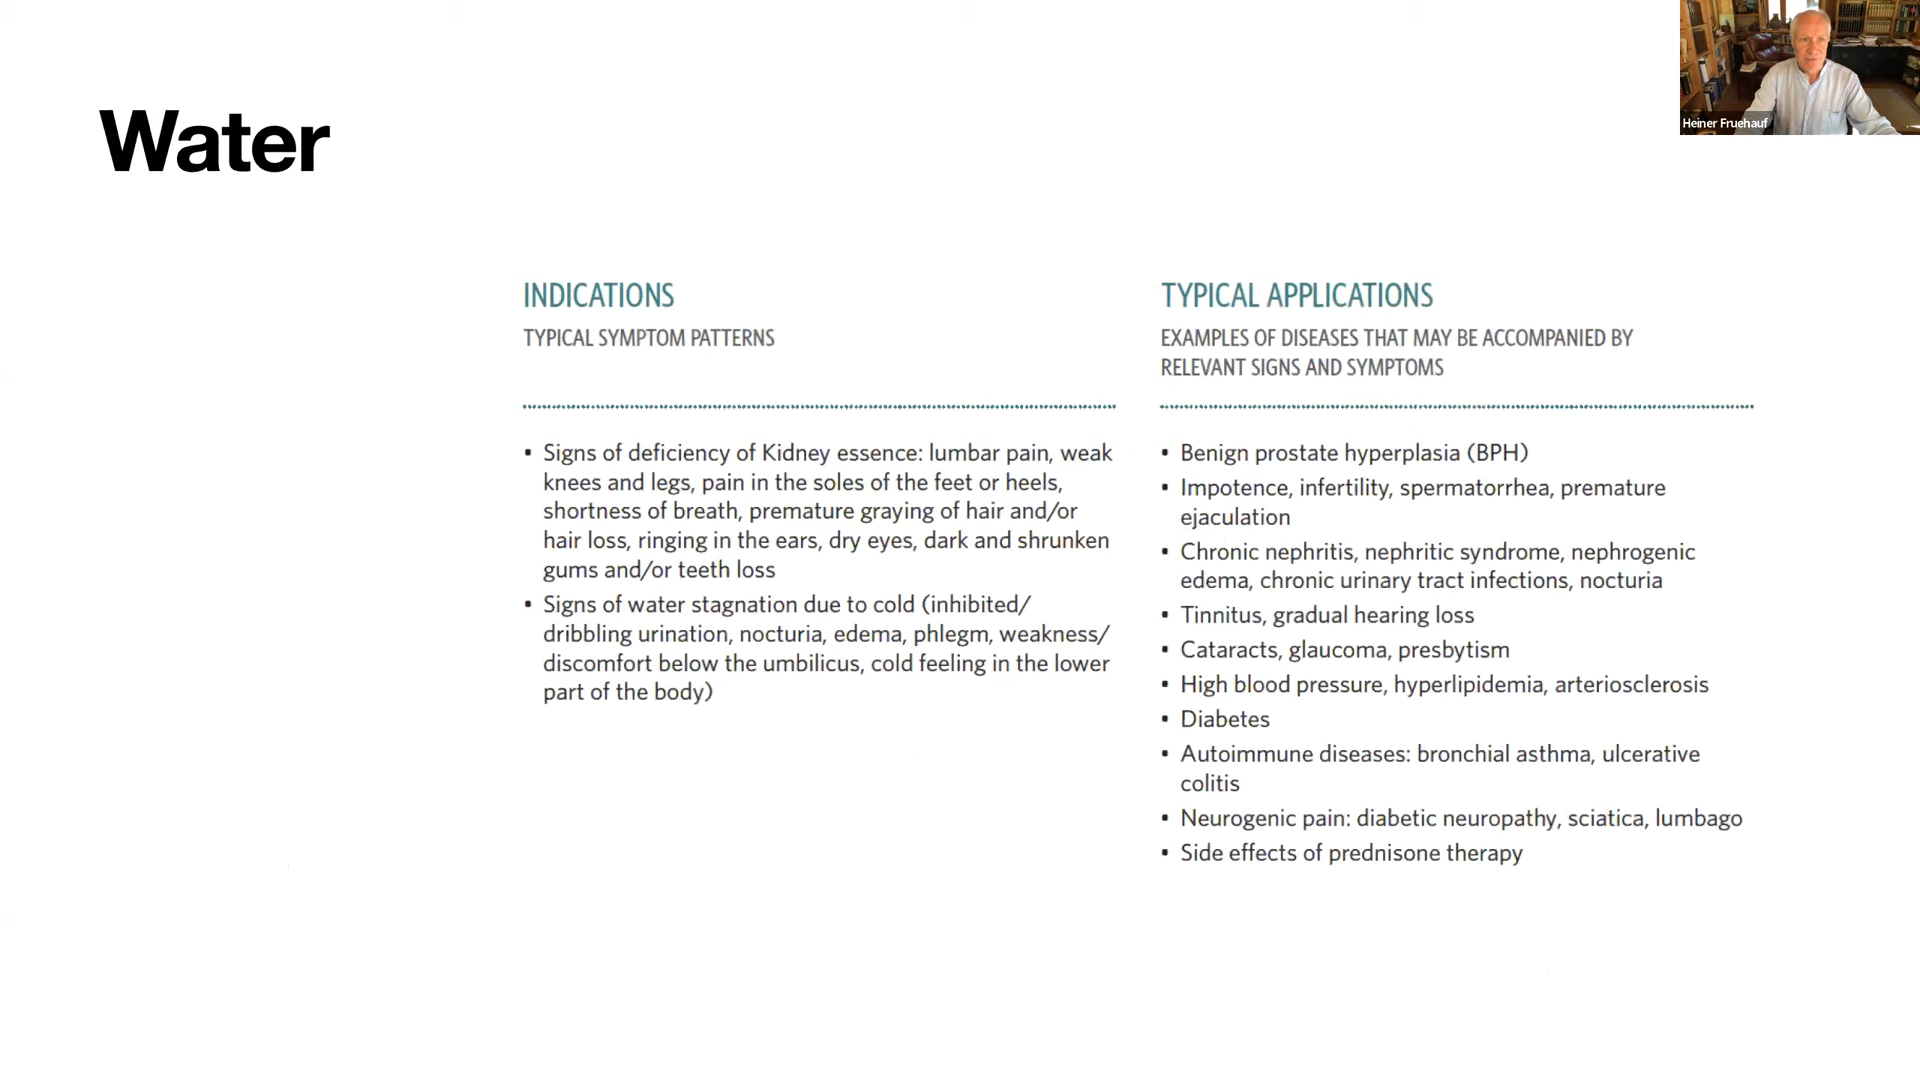 Water
Heiner Fruehauf
INDICATIONS
TYPICAL SYMPTOM PATTERNS
• Signs of deficiency of Kidney essence: lumbar pain, weak
knees and legs, pain in the soles of the feet or heels,
shortness of breath, premature graying of hair and/or
hair loss, ringing in the ears, dry eyes, dark and shrunken
gums and/or teeth loss
• Signs of water stagnation due to cold (inhibited/
dribbling urination, nocturia, edema, phlegm, weakness/
discomfort below the umbilicus, cold feeling in the lower
part of the body)
TYPICAL APPLICATIONS
EXAMPLES OF DISEASES THAT MAY BE ACCOMPANIED BY
RELEVANT SIGNS AND SYMPTOMS
• Benign prostate hyperplasia (BPH)
• Impotence, infertility, spermatorrhea, premature
ejaculation
• Chronic nephritis, nephritic syndrome, nephrogenic
edema, chronic urinary tract infections, nocturia
• Tinnitus, gradual hearing loss
• Cataracts, glaucoma, presbytism
• High blood pressure, hyperlipidemia, arteriosclerosis
• Diabetes
• Autoimmune diseases: bronchial asthma, ulcerative
colitis
• Neurogenic pain: diabetic neuropathy, sciatica, lumbago
• Side effects of prednisone therapy